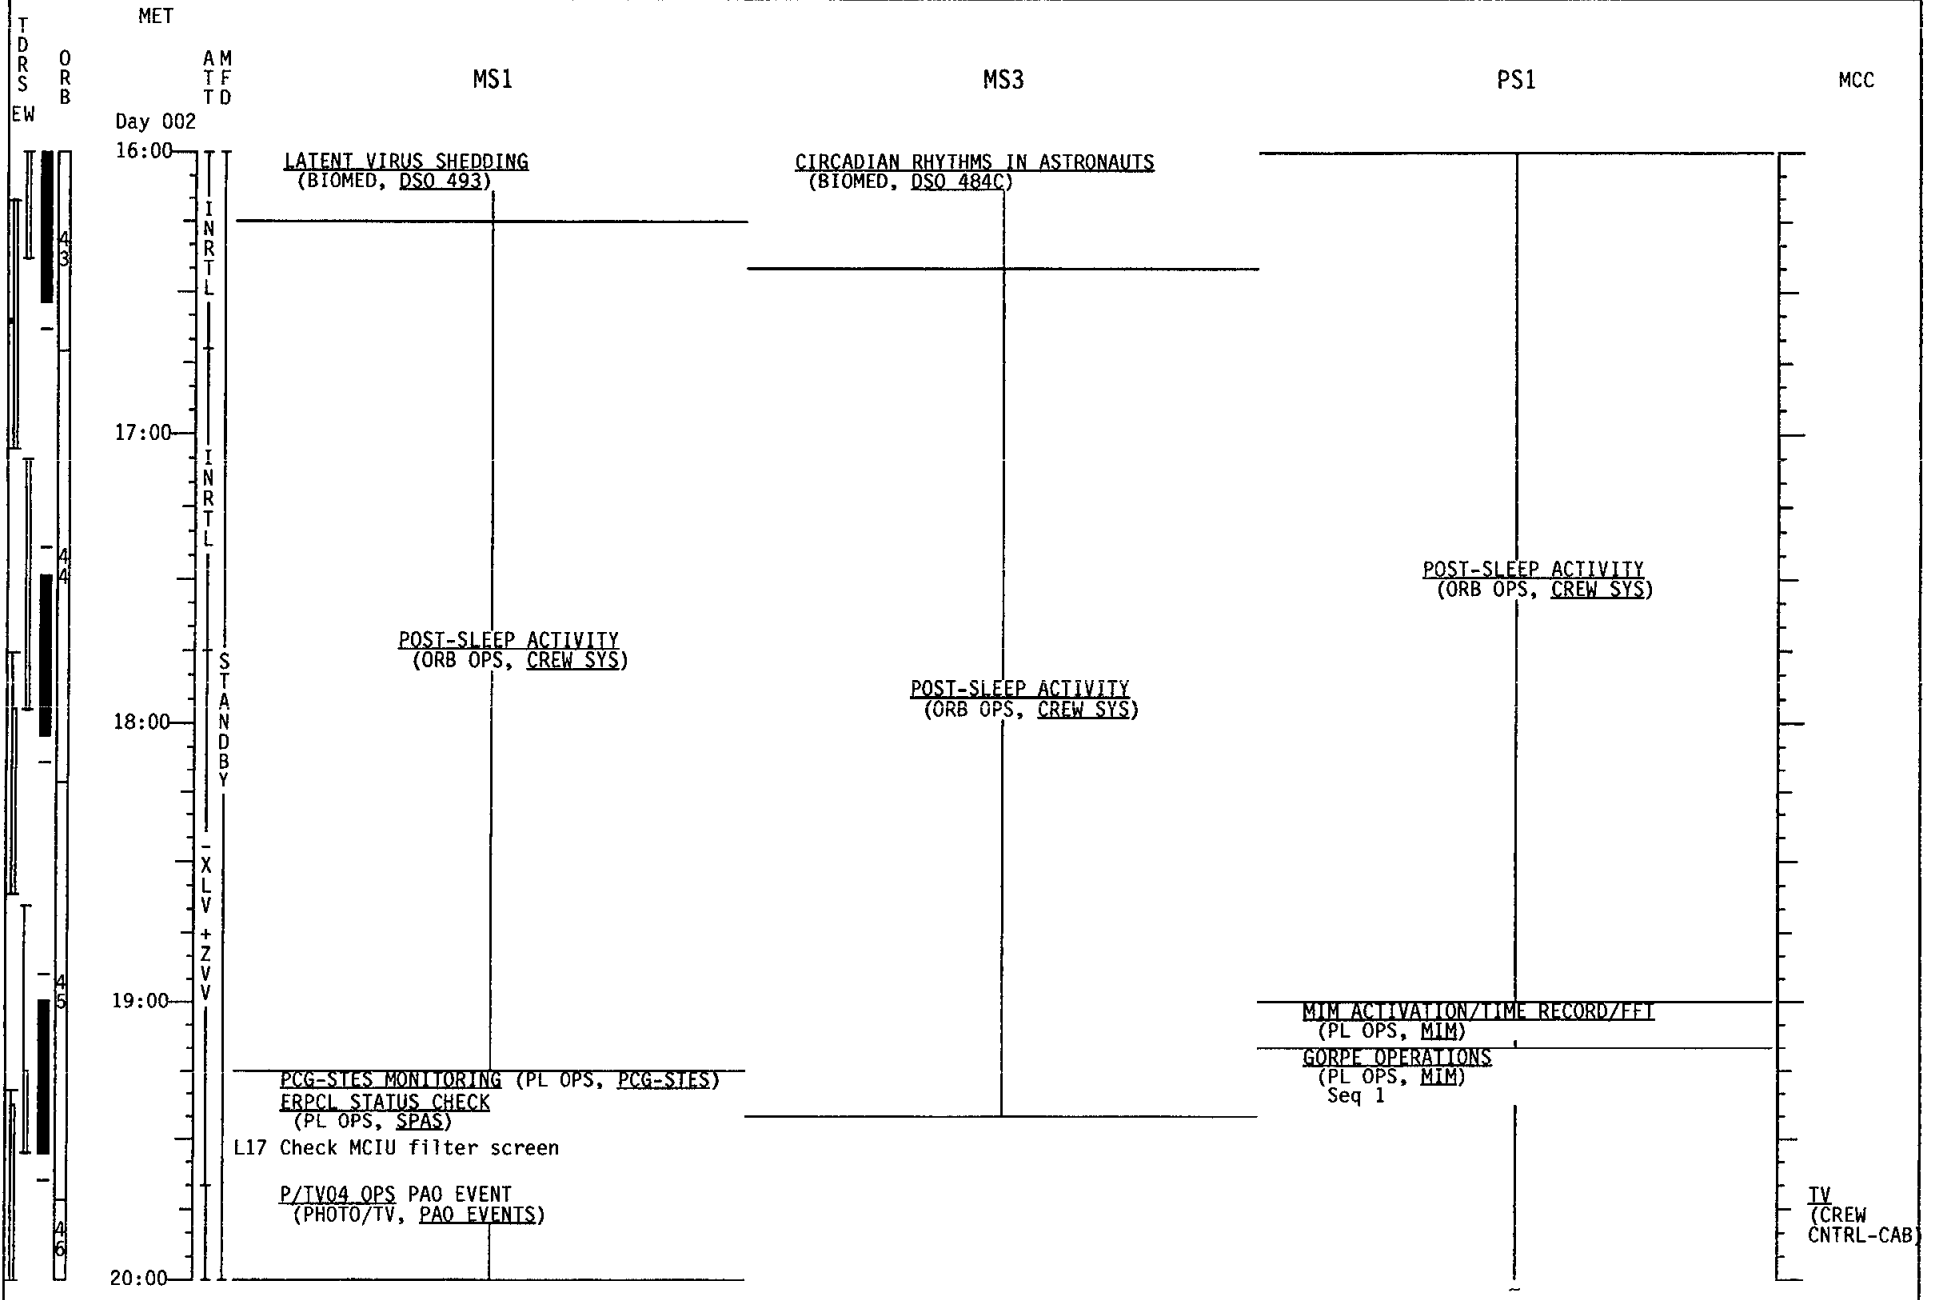 MET
TDRS
ORB
ATT
MFD
MS1
MS3
PS1
MCC
EW
Day 002
16:00
LATENT VIRUS SHEDDING
(BIOMED, DSO 493)
CIRCADIAN RHYTHMS IN ASTRONAUTS
(BIOMED, DSO 484C)
INRTL
43
17:00
INRTL
44
POST-SLEEP ACTIVITY
(ORB OPS, CREW SYS)
POST-SLEEP ACTIVITY
(ORB OPS, CREW SYS)
STANDBY
POST-SLEEP ACTIVITY
(ORB OPS, CREW SYS)
18:00
-XLV +ZVV
45
19:00
MIM ACTIVATION/TIME RECORD/FFT
(PL OPS, MIM)
GORPE OPERATIONS
(PL OPS, MIM)
Seq 1
PCG-STES MONITORING (PL OPS, PCG-STES)
ERPCL STATUS CHECK
(PL OPS, SPAS)
L17 Check MCIU filter screen
P/TV04 OPS PAO EVENT
(PHOTO/TV, PAO EVENTS)
TV
(CREW
CNTRL-CAB)
46
20:00